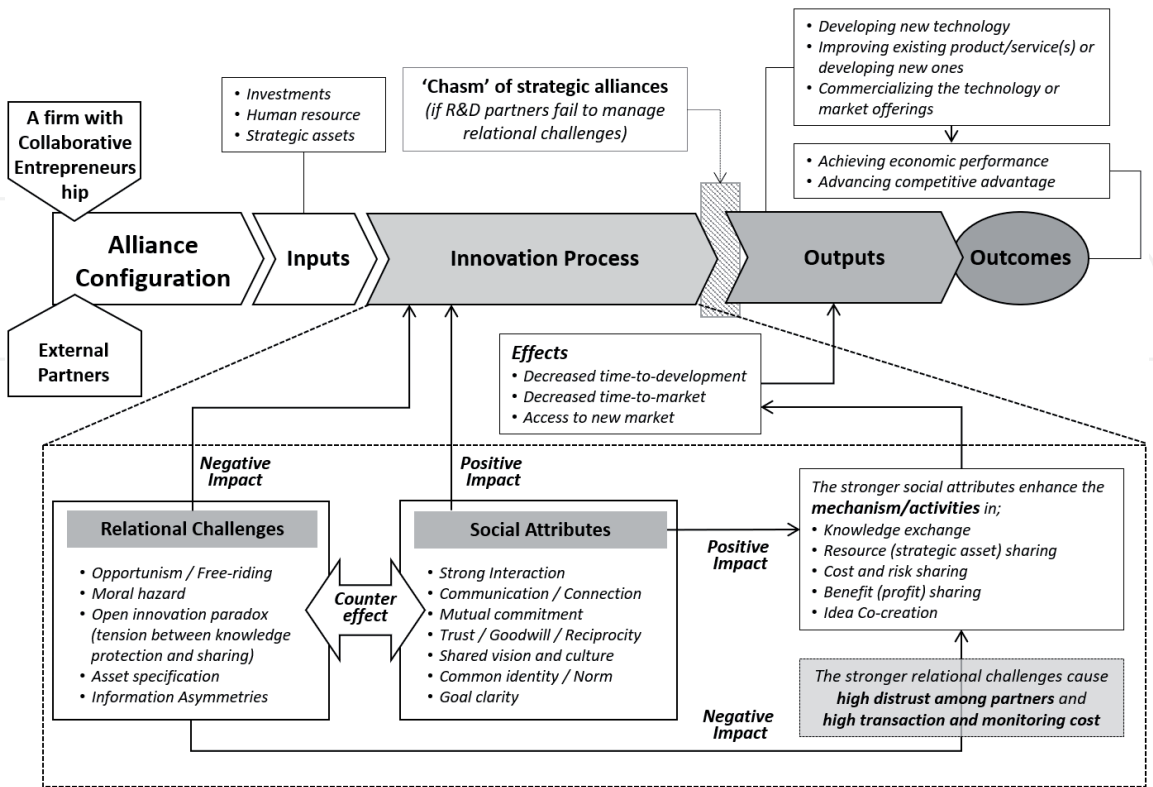 • Developing new technology
• Improving existing product/service(s) or
developing new ones
• Commercializing the technology or
market offerings
• Investments
• Human resource
• Strategic assets
'Chasm' of strategic alliances
(if R&D partners fail to manage
relational challenges)
A firm with
Collaborative
Entrepreneurs
hip
• Achieving economic performance
• Advancing competitive advantage
Alliance
Configuration
Inputs
Innovation Process
Outputs
Outcomes
External
Partners
Effects
• Decreased time-to-development
• Decreased time-to-market
• Access to new market
Negative
Impact
Positive
Impact
Relational Challenges
• Opportunism / Free-riding
• Moral hazard
• Open innovation paradox
(tension between knowledge
protection and sharing)
• Asset specification
• Information Asymmetries
Counter
effect
Social Attributes
• Strong Interaction
• Communication / Connection
• Mutual commitment
• Trust / Goodwill / Reciprocity
• Shared vision and culture
• Common identity / Norm
• Goal clarity
Positive
Impact
The stronger social attributes enhance the
mechanism/activities in;
• Knowledge exchange
• Resource (strategic asset) sharing
• Cost and risk sharing
• Benefit (profit) sharing
• Idea Co-creation
The stronger relational challenges cause
high distrust among partners and
high transaction and monitoring cost
Negative
Impact